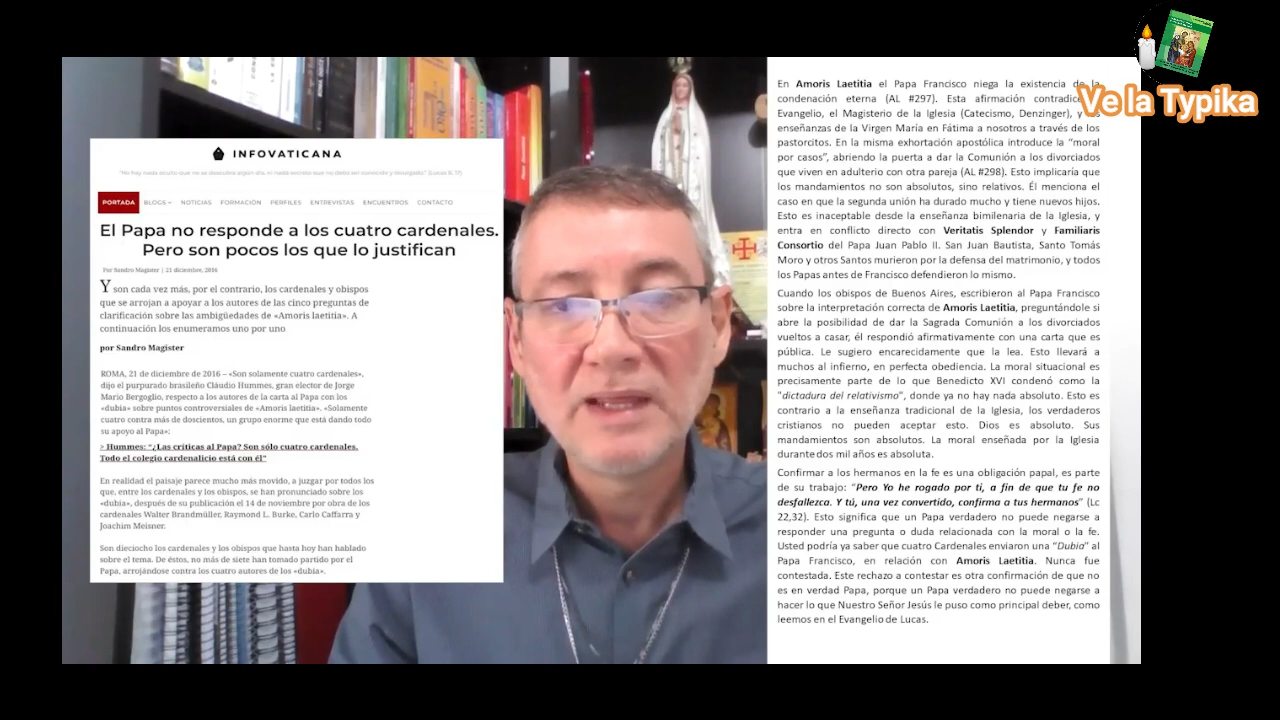 Ve la Typika
INFOVATICANA
"No hay nada oculto que no se descubra algún día, ni nada secreto que no deba ser conocido y divulgado." (Lucas 8, 17)
PORTADA BLOGS NOTICIAS FORMACIÓN PERFILES ENTREVISTAS ENCUENTROS CONTACTO
El Papa no responde a los cuatro cardenales.
Pero son pocos los que lo justifican
Por Sandro Magister | 21 diciembre, 2016
Y son cada vez más, por el contrario, los cardenales y obispos
que se arrojan a apoyar a los autores de las cinco preguntas de
clarificación sobre las ambigüedades de «Amoris laetitia». A
continuación los enumeramos uno por uno
por Sandro Magister
ROMA, 21 de diciembre de 2016 – «Son solamente cuatro cardenales»,
dijo el purpurado brasileño Cláudio Hummes, gran elector de Jorge
Mario Bergoglio, respecto a los autores de la carta al Papa con los
«dubia» sobre puntos controversiales de «Amoris laetitia». «Solamente
cuatro contra más de doscientos, un grupo enorme que está dando todo
su apoyo al Papa»:
> Hummes: "¿Las críticas al Papa? Son sólo cuatro cardenales.
Todo el colegio cardenalicio está con él"
En realidad el paisaje parece mucho más movido, a juzgar por todos los
que, entre los cardenales y los obispos, se han pronunciado sobre los
«dubia», después de su publicación el 14 de noviembre por obra de los
cardenales Walter Brandmüller, Raymond L. Burke, Carlo Caffarra y
Joachim Meisner.
Son dieciocho los cardenales y los obispos que hasta hoy han hablado
sobre el tema. De éstos, no más de siete han tomado partido por el
Papa, arrojándose contra los cuatro autores de los «dubia».
En Amoris Laetitia el Papa Francisco niega la existencia de la
condenación eterna (AL #297). Esta afirmación contradice
Evangelio, el Magisterio de la Iglesia (Catecismo, Denzinger), y
enseñanzas de la Virgen María en Fátima a nosotros a través de los
pastorcitos. En la misma exhortación apostólica introduce la "moral
por casos", abriendo la puerta a dar la Comunión a los divorciados
que viven en adulterio con otra pareja (AL #298). Esto implicaría que
los mandamientos no son absolutos, sino relativos. Él menciona el
caso en que la segunda unión ha durado mucho y tiene nuevos hijos.
Esto es inaceptable desde la enseñanza bimilenaria de la Iglesia, y
entra en conflicto directo con Veritatis Splendor y Familiaris
Consortio del Papa Juan Pablo II. San Juan Bautista, Santo Tomás
Moro y otros Santos murieron por la defensa del matrimonio, y todos
los Papas antes de Francisco defendieron lo mismo.
Cuando los obispos de Buenos Aires, escribieron al Papa Francisco
sobre la interpretación correcta de Amoris Laetitia, preguntándole si
abre la posibilidad de dar la Sagrada Comunión a los divorciados
vueltos a casar, él respondió afirmativamente con una carta que es
pública. Le sugiero encarecidamente que la lea. Esto llevará a
muchos al infierno, en perfecta obediencia. La moral situacional es
precisamente parte de lo que Benedicto XVI condenó como la
"dictadura del relativismo", donde ya no hay nada absoluto. Esto es
contrario a la enseñanza tradicional de la Iglesia, los verdaderos
cristianos no pueden aceptar esto. Dios es absoluto. Sus
mandamientos son absolutos. La moral enseñada por la Iglesia
durante dos mil años es absoluta.
Confirmar a los hermanos en la fe es una obligación papal, es parte
de su trabajo: "Pero Yo he rogado por ti, a fin de que tu fe no
desfallezca. Y tú, una vez convertido, confirma a tus hermanos" (Lc
22,32). Esto significa que un Papa verdadero no puede negarse a
responder una pregunta o duda relacionada con la moral o la fe.
Usted podría ya saber que cuatro Cardenales enviaron una "Dubia" al
Papa Francisco, en relación con Amoris Laetitia. Nunca fue
contestada. Este rechazo a contestar es otra confirmación de que no
es en verdad Papa, porque un Papa verdadero no puede negarse a
hacer lo que Nuestro Señor Jesús le puso como principal deber, como
leemos en el Evangelio de Lucas.